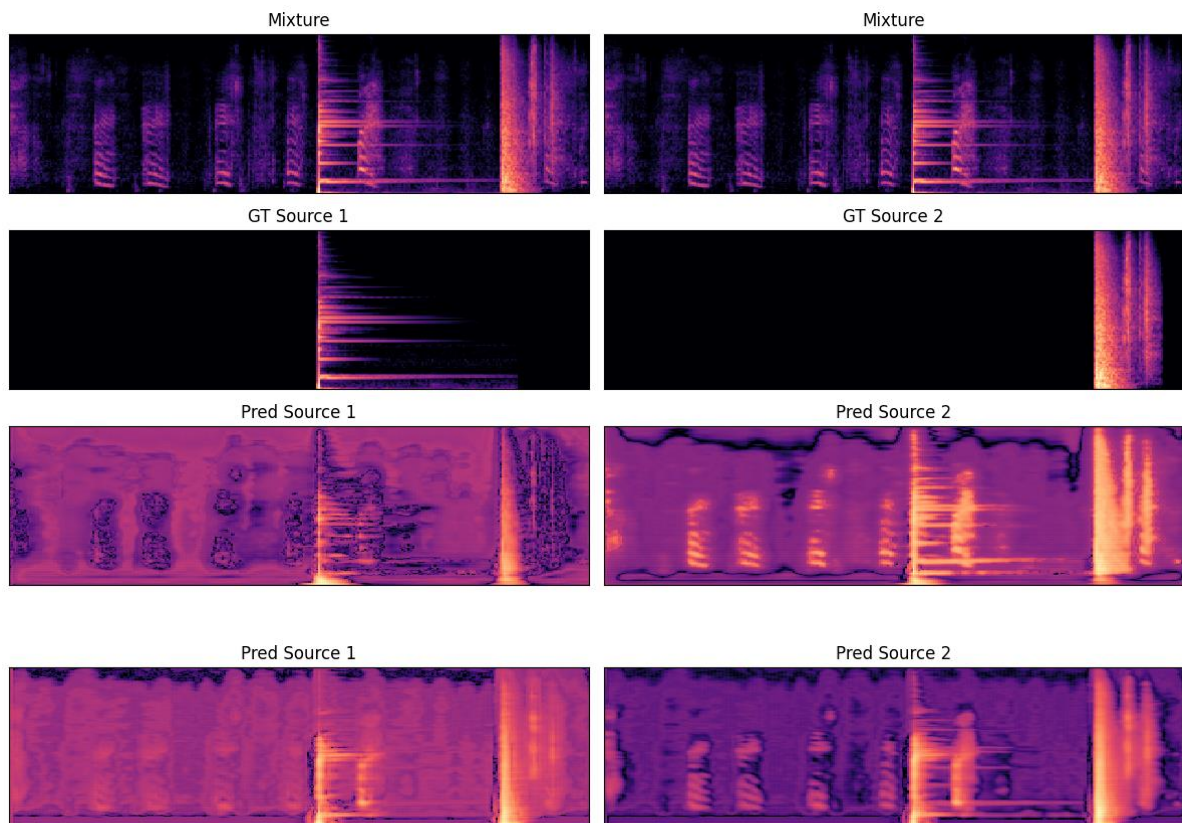 Mixture
Mixture
GT Source 1
GT Source 2
Pred Source 1
Pred Source 2
Pred Source 1
Pred Source 2